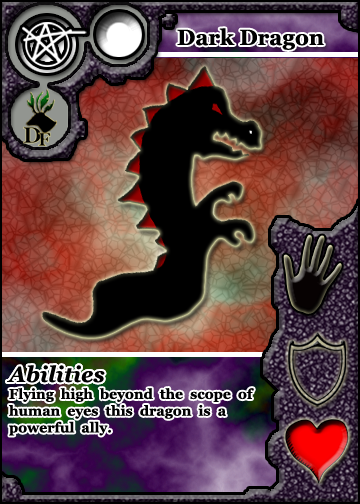 Dark Dragon
DF
Abilities
Flying high beyond the scope of
human eyes this dragon is a
powerful ally.